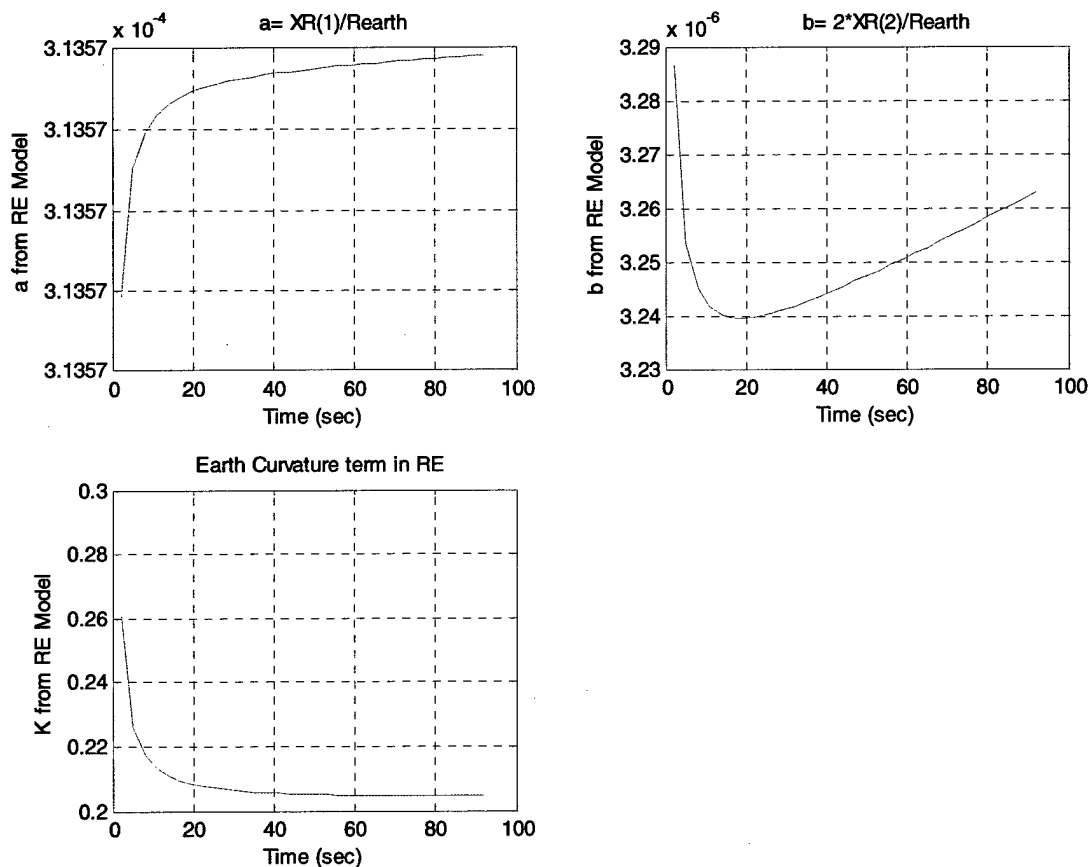 a= XR(1)/Rearth
x 10-4
3.1357
3.1357
3.1357
3.1357
3.1357
a from RE Model
0 20 40 60 80 100
Time (sec)
b= 2*XR(2)/Rearth
x 10-6
3.29
3.28
3.27
3.26
3.25
3.24
3.23
b from RE Model
0 20 40 60 80 100
Time (sec)
Earth Curvature term in RE
0.3
0.28
0.26
0.24
0.22
0.2
K from RE Model
0 20 40 60 80 100
Time (sec)